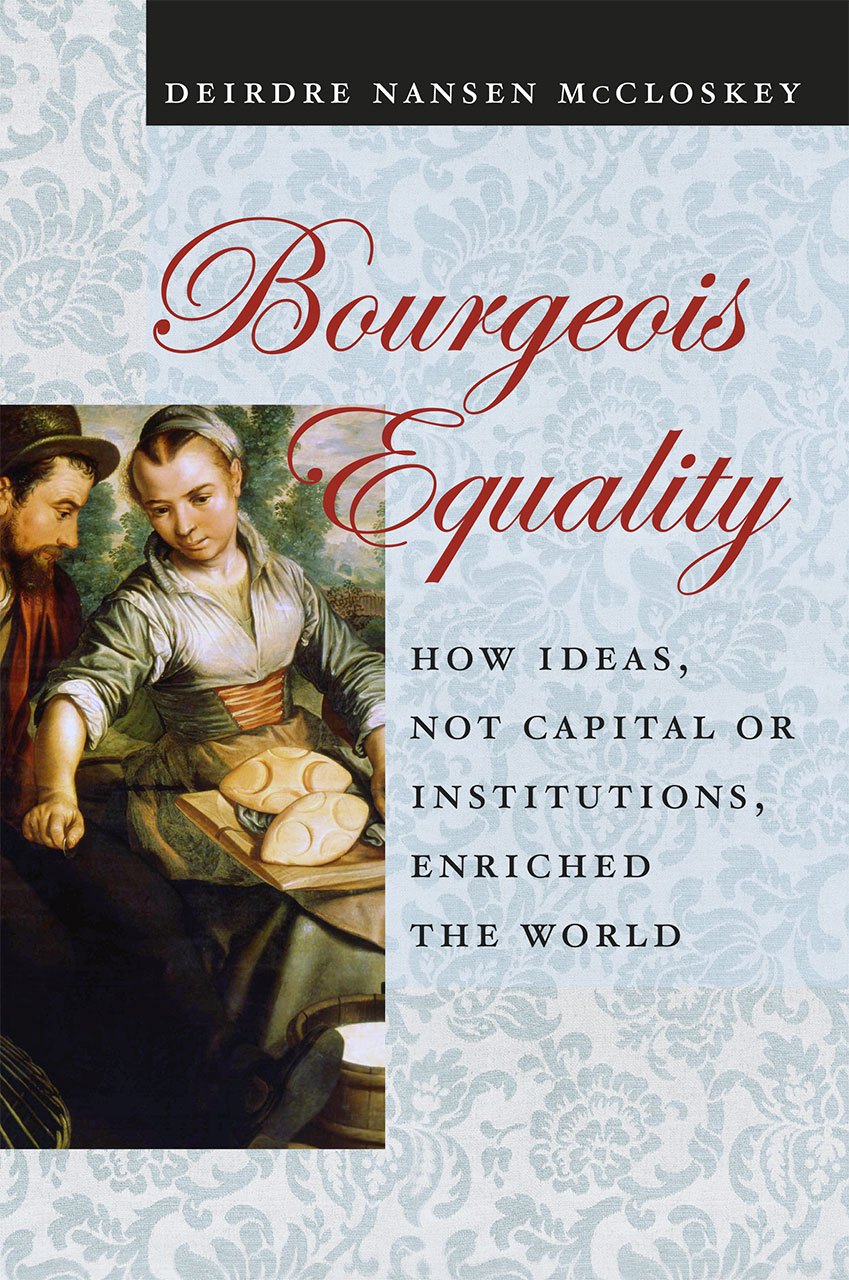 DEIRDRE NANSEN McCLOSKEY
Bourgeois
Equality
HOW IDEAS,
NOT CAPITAL OR
INSTITUTIONS,
ENRICHED
THE WORLD